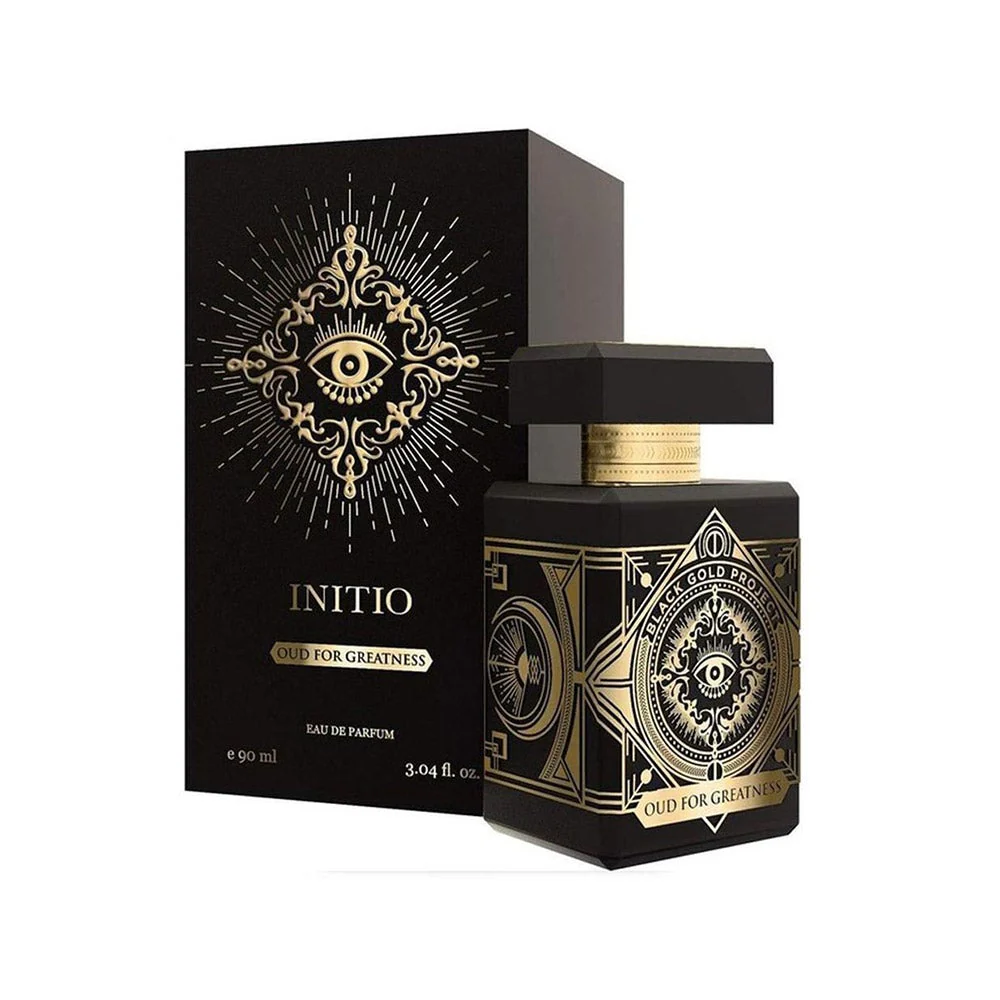 INITIO
OUD FOR GREATNESS
EAU DE PARFUM
e 90 ml
3.04 fl. oz.
BLACK GOLD PROJECT
OUD FOR GREATNESS